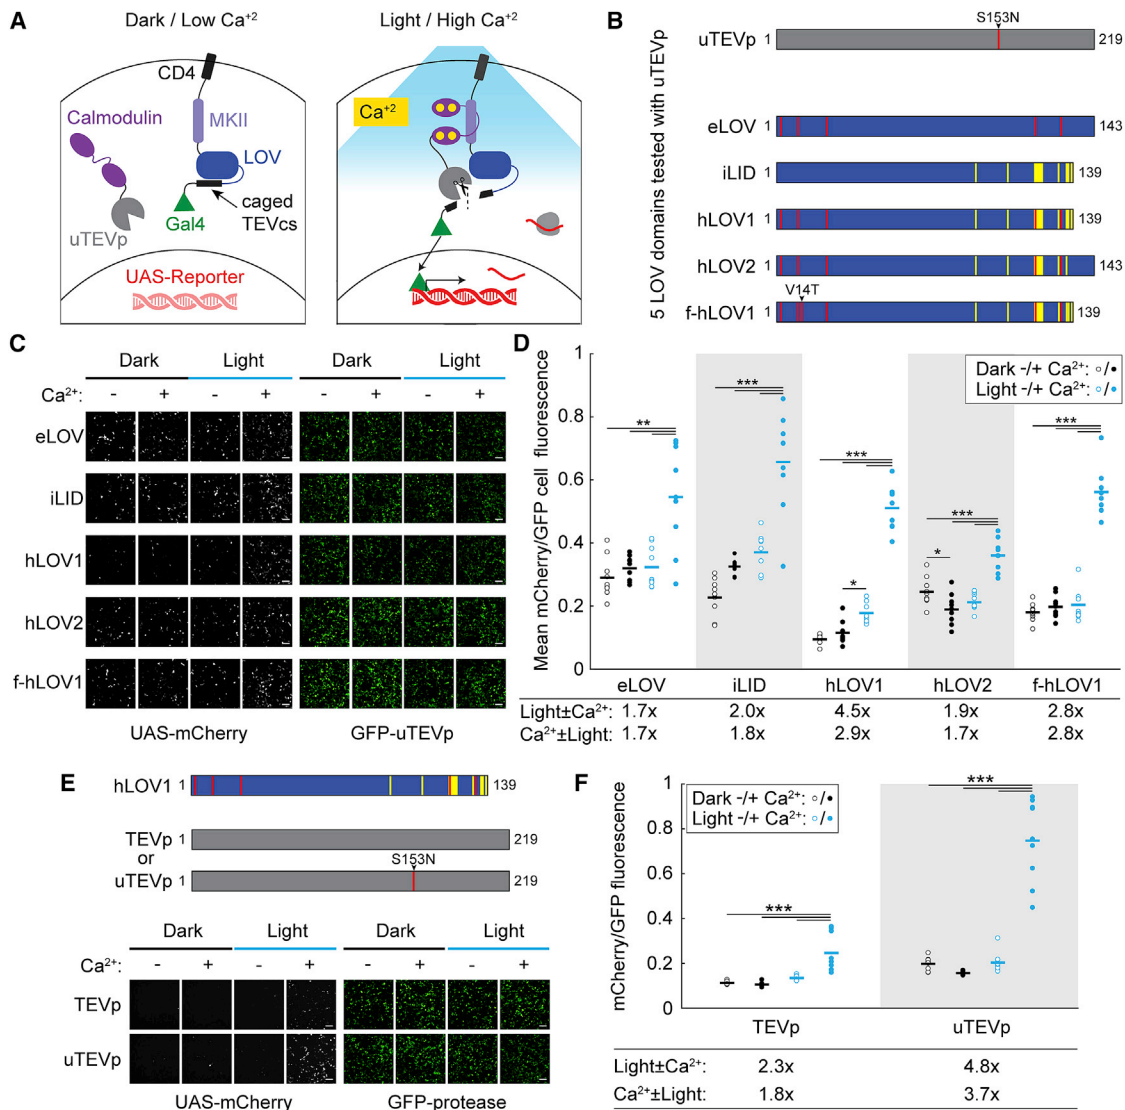 A
Dark / Low Ca+2
Light / High Ca+2
CD4
Calmodulin
MKII
LOV
caged
TEVcs
Gal4
uTEVp
UAS-Reporter
Ca+2
B
5 LOV domains tested with uTEVp
S153N
uTEVp 1 219
eLOV 1 143
iLID 1 139
hLOV1 1 139
hLOV2 1 143
V14T
f-hLOV1 1 139
C
Dark Light Dark Light
Ca2+: - + - + - + - +
eLOV
iLID
hLOV1
hLOV2
f-hLOV1
UAS-mCherry GFP-uTEVp
D
Mean mCherry/GFP cell fluorescence
1
0.8
0.6
0.4
0.2
0
Dark -/+ Ca2+: ○/●
Light -/+ Ca2+: ○/●
**
***
***
*
***
*
***
eLOV iLID hLOV1 hLOV2 f-hLOV1
Light±Ca2+: 1.7x 2.0x 4.5x 1.9x 2.8x
Ca2+±Light: 1.7x 1.8x 2.9x 1.7x 2.8x
E
hLOV1 1 139
TEVp 1 219
or
S153N
uTEVp 1 219
Dark Light Dark Light
Ca2+: - + - + - + - +
TEVp
uTEVp
UAS-mCherry GFP-protease
F
mCherry/GFP fluorescence
1
0.8
0.6
0.4
0.2
0
Dark -/+ Ca2+: ○/●
Light -/+ Ca2+: ○/●
***
***
TEVp uTEVp
Light±Ca2+: 2.3x 4.8x
Ca2+±Light: 1.8x 3.7x